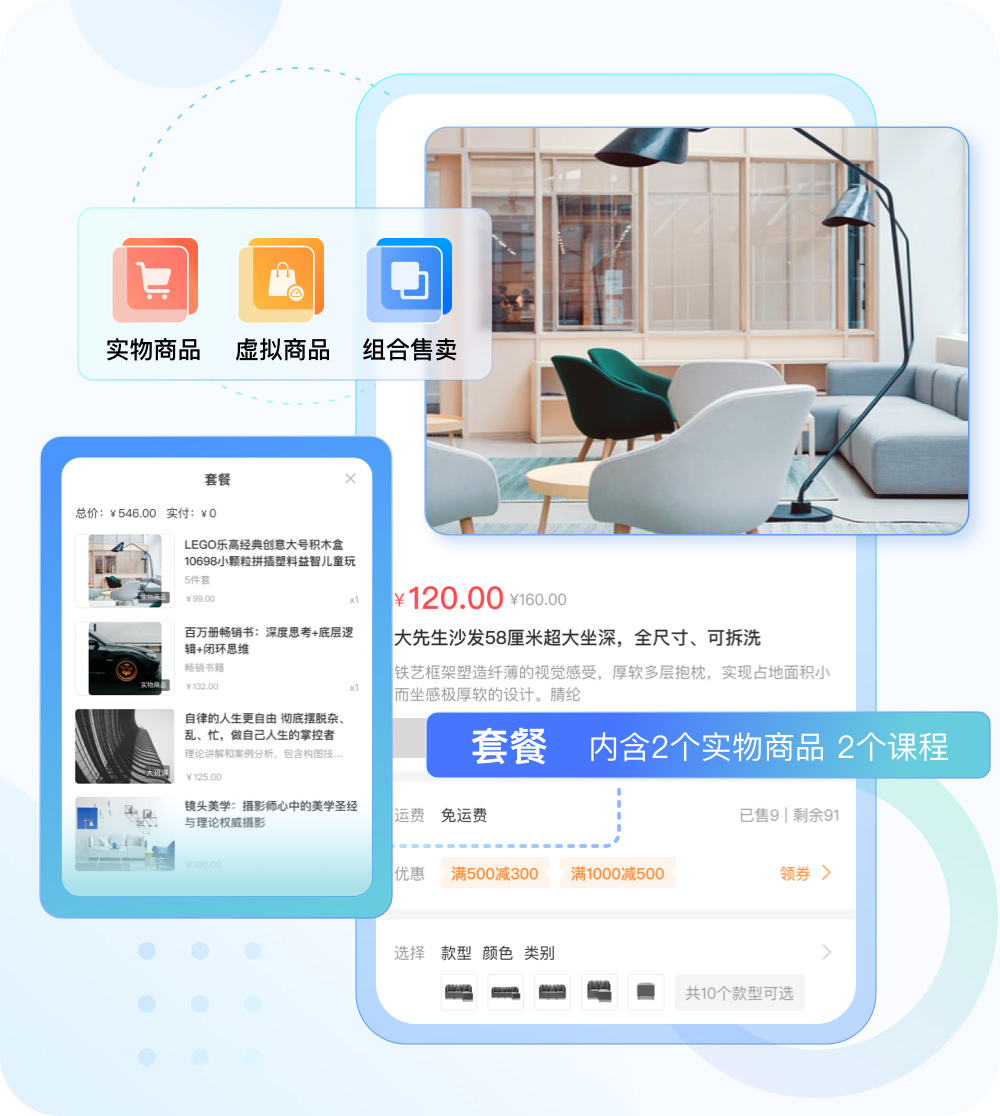 实物商品
虚拟商品
组合售卖
套餐
总价：￥546.00 实付：￥0
LEGO乐高经典创意大号积木盒
10698小颗粒拼插塑料益智儿童玩
5件套
￥99.00
x1
实物商品
百万册畅销书：深度思考+底层逻
辑+闭环思维
畅销书籍
￥132.00
x1
实物商品
自律的人生更自由 彻底摆脱杂、
乱、忙，做自己人生的掌控者
理论讲解和案例分析，包含构图技...
￥125.00
大班课
镜头美学：摄影师心中的美学圣经
与理论权威摄影
￥190.00
￥120.00 ￥160.00
大先生沙发58厘米超大坐深，全尺寸、可拆洗
铁艺框架塑造纤薄的视觉感受，厚软多层抱枕，实现占地面积小
而坐感极厚软的设计。腈纶
套餐 内含2个实物商品 2个课程
运费 免运费 已售9 | 剩余91
优惠 满500减300 满1000减500 领券
选择 款型 颜色 类别
共10个款型可选